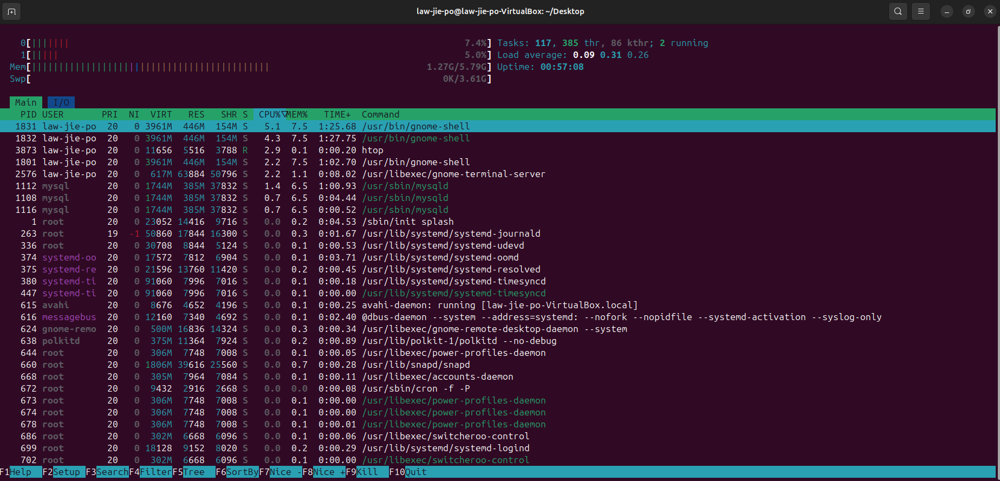 law-jie-po@law-jie-po-VirtualBox: ~/Desktop
0[||||||| 7.4%] Tasks: 117, 385 thr, 86 kthr; 2 running
1[||||| 5.0%] Load average: 0.09 0.31 0.26
Mem[||||||||||||||||||||||||||||||||||||||||||||1.27G/5.79G] Uptime: 00:57:08
Swp[ 0K/3.61G]
Main I/O
PID USER PRI NI VIRT RES SHR S CPU%▽MEM% TIME+ Command
1831 law-jie-po 20 0 3961M 446M 154M S 5.1 7.5 1:25.68 /usr/bin/gnome-shell
1832 law-jie-po 20 0 3961M 446M 154M S 4.3 7.5 1:27.75 /usr/bin/gnome-shell
3873 law-jie-po 20 0 11656 5516 3788 R 2.9 0.1 0:00.20 htop
1801 law-jie-po 20 0 3961M 446M 154M S 2.2 7.5 1:02.70 /usr/bin/gnome-shell
2576 law-jie-po 20 0 617M 63884 50796 S 2.2 1.1 0:08.02 /usr/libexec/gnome-terminal-server
1112 mysql 20 0 1744M 385M 37832 S 1.4 6.5 1:00.93 /usr/sbin/mysqld
1108 mysql 20 0 1744M 385M 37832 S 0.7 6.5 0:04.44 /usr/sbin/mysqld
1116 mysql 20 0 1744M 385M 37832 S 0.7 6.5 0:00.52 /usr/sbin/mysqld
1 root 20 0 23052 14416 9716 S 0.0 0.2 0:04.53 /sbin/init splash
263 root 19 -1 50860 17844 16300 S 0.0 0.3 0:01.67 /usr/lib/systemd/systemd-journald
336 root 20 0 30708 8844 5124 S 0.0 0.1 0:00.53 /usr/lib/systemd/systemd-udevd
374 systemd-oo 20 0 17572 7812 6904 S 0.0 0.1 0:03.71 /usr/lib/systemd/systemd-oomd
375 systemd-re 20 0 21596 13760 11420 S 0.0 0.2 0:00.45 /usr/lib/systemd/systemd-resolved
380 systemd-ti 20 0 91060 7996 7016 S 0.0 0.1 0:00.18 /usr/lib/systemd/systemd-timesyncd
447 systemd-ti 20 0 91060 7996 7016 S 0.0 0.1 0:00.00 /usr/lib/systemd/systemd-timesyncd
615 avahi 20 0 8676 4652 4196 S 0.0 0.1 0:00.25 avahi-daemon: running [law-jie-po-VirtualBox.local]
616 messagebus 20 0 12160 7340 4692 S 0.0 0.1 0:02.40 @dbus-daemon --system --address=systemd: --nofork --nopidfile --systemd-activation --syslog-only
624 gnome-remo 20 0 500M 16836 14324 S 0.0 0.3 0:00.34 /usr/libexec/gnome-remote-desktop-daemon --system
638 polkitd 20 0 375M 11364 7924 S 0.0 0.2 0:00.89 /usr/lib/polkit-1/polkitd --no-debug
644 root 20 0 306M 7748 7008 S 0.0 0.1 0:00.05 /usr/libexec/power-profiles-daemon
660 root 20 0 1806M 39616 25560 S 0.0 0.7 0:00.28 /usr/lib/snapd/snapd
668 root 20 0 305M 7964 7084 S 0.0 0.1 0:00.11 /usr/libexec/accounts-daemon
672 root 20 0 9432 2916 2668 S 0.0 0.0 0:00.08 /usr/sbin/cron -f -P
673 root 20 0 306M 7748 7008 S 0.0 0.1 0:00.00 /usr/libexec/power-profiles-daemon
674 root 20 0 306M 7748 7008 S 0.0 0.1 0:00.00 /usr/libexec/power-profiles-daemon
678 root 20 0 306M 7748 7008 S 0.0 0.1 0:00.01 /usr/libexec/power-profiles-daemon
686 root 20 0 302M 6668 6096 S 0.0 0.1 0:00.06 /usr/libexec/switcheroo-control
699 root 20 0 18128 9152 8020 S 0.0 0.2 0:00.29 /usr/lib/systemd/systemd-logind
702 root 20 0 302M 6668 6096 S 0.0 0.1 0:00.00 /usr/libexec/switcheroo-control
F1Help F2Setup F3SearchF4FilterF5Tree F6SortByF7Nice -F8Nice +F9Kill F10Quit